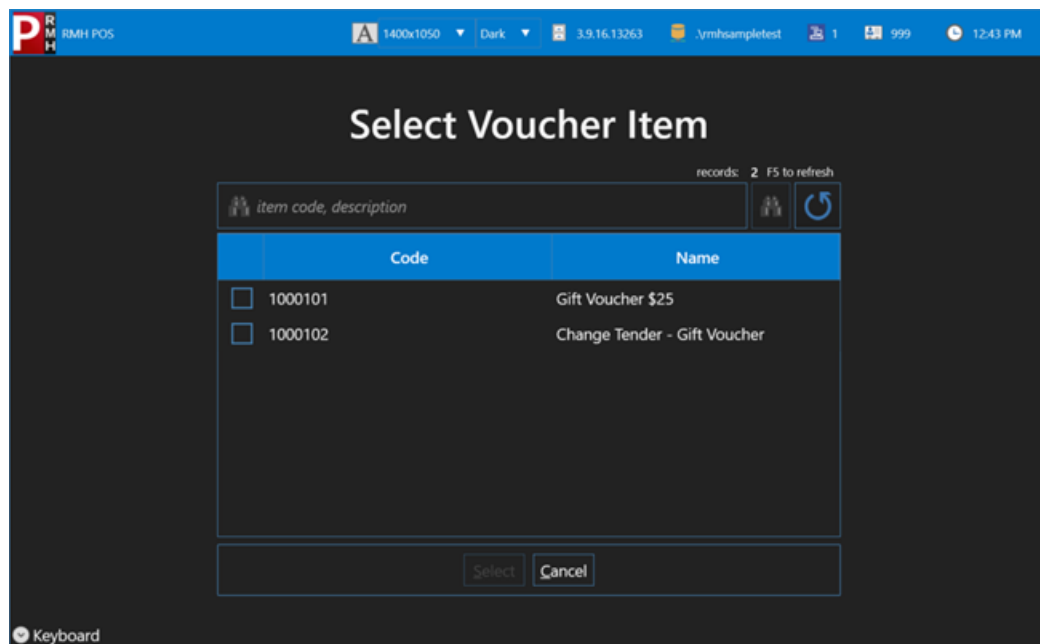 P RMH RMH POS A 1400x1050 Dark 3.9.16.13263 .\rmhsampletest 1 999 12:43 PM
Select Voucher Item
records: 2 F5 to refresh
item code, description
Code Name
1000101 Gift Voucher $25
1000102 Change Tender - Gift Voucher
Select Cancel
Keyboard